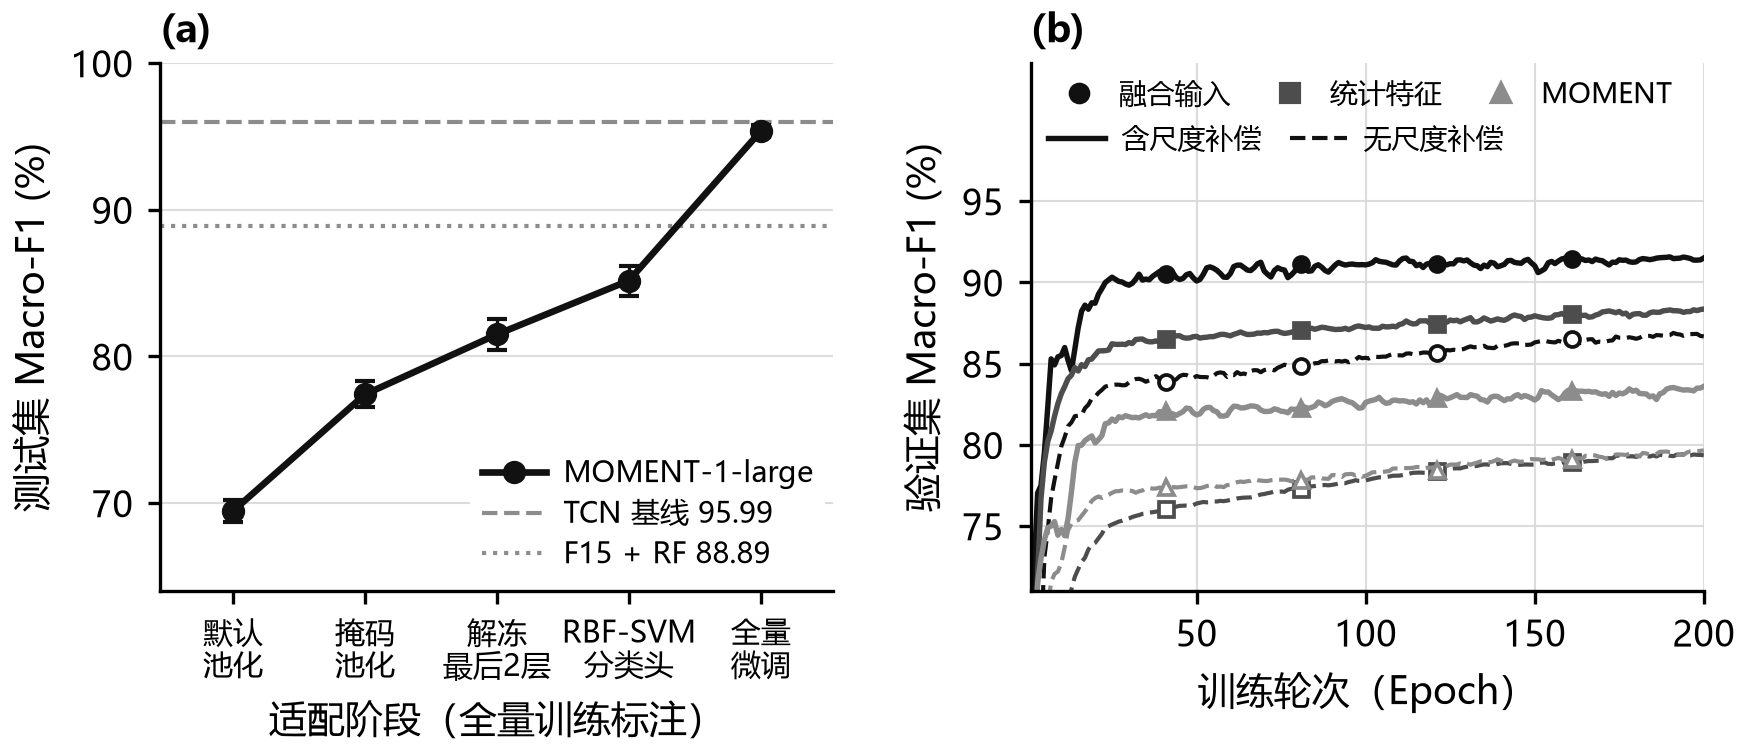 (a)
测试集 Macro-F1 (%)
100
90
80
70
MOMENT-1-large
TCN 基线 95.99
F15 + RF 88.89
默认
池化
掩码
池化
解冻
最后2层
RBF-SVM
分类头
全量
微调
适配阶段（全量训练标注）
(b)
验证集 Macro-F1 (%)
融合输入 统计特征 MOMENT
含尺度补偿 无尺度补偿
95
90
85
80
75
50 100 150 200
训练轮次（Epoch）